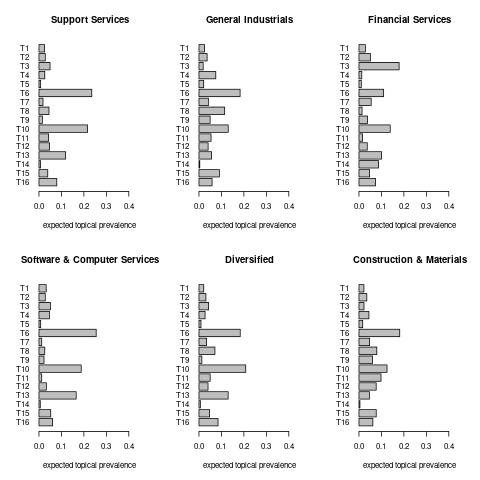 Support Services
T1
T2
T3
T4
T5
T6
T7
T8
T9
T10
T11
T12
T13
T14
T15
T16
0.0 0.1 0.2 0.3 0.4
expected topical prevalence
General Industrials
T1
T2
T3
T4
T5
T6
T7
T8
T9
T10
T11
T12
T13
T14
T15
T16
0.0 0.1 0.2 0.3 0.4
expected topical prevalence
Financial Services
T1
T2
T3
T4
T5
T6
T7
T8
T9
T10
T11
T12
T13
T14
T15
T16
0.0 0.1 0.2 0.3 0.4
expected topical prevalence
Software & Computer Services
T1
T2
T3
T4
T5
T6
T7
T8
T9
T10
T11
T12
T13
T14
T15
T16
0.0 0.1 0.2 0.3 0.4
expected topical prevalence
Diversified
T1
T2
T3
T4
T5
T6
T7
T8
T9
T10
T11
T12
T13
T14
T15
T16
0.0 0.1 0.2 0.3 0.4
expected topical prevalence
Construction & Materials
T1
T2
T3
T4
T5
T6
T7
T8
T9
T10
T11
T12
T13
T14
T15
T16
0.0 0.1 0.2 0.3 0.4
expected topical prevalence